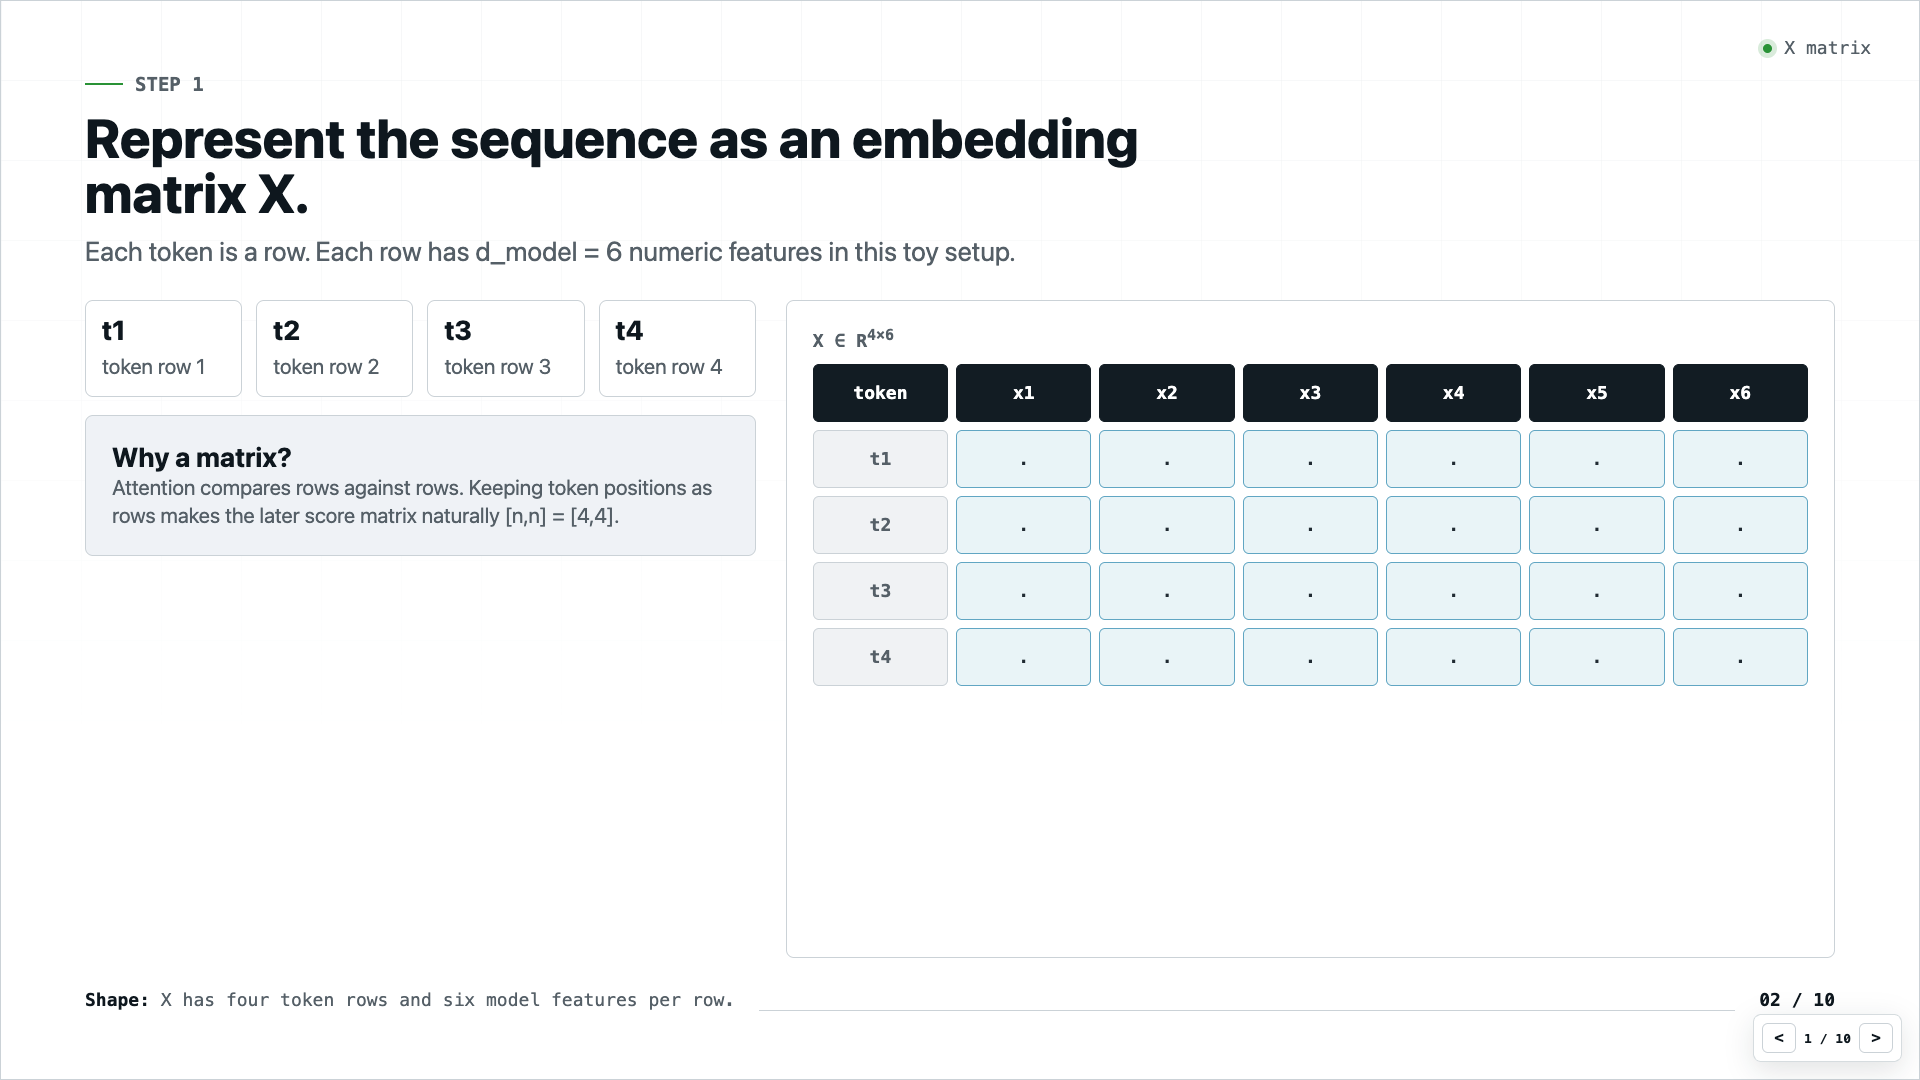 X matrix
STEP 1
Represent the sequence as an embedding
matrix X.
Each token is a row. Each row has d_model = 6 numeric features in this toy setup.
t1 t2 t3 t4
token row 1 token row 2 token row 3 token row 4
Why a matrix?
Attention compares rows against rows. Keeping token positions as
rows makes the later score matrix naturally [n,n] = [4,4].
X ∈ R^4×6
token x1 x2 x3 x4 x5 x6
t1 . . . . . .
t2 . . . . . .
t3 . . . . . .
t4 . . . . . .
Shape: X has four token rows and six model features per row.
02 / 10
< 1 / 10 >